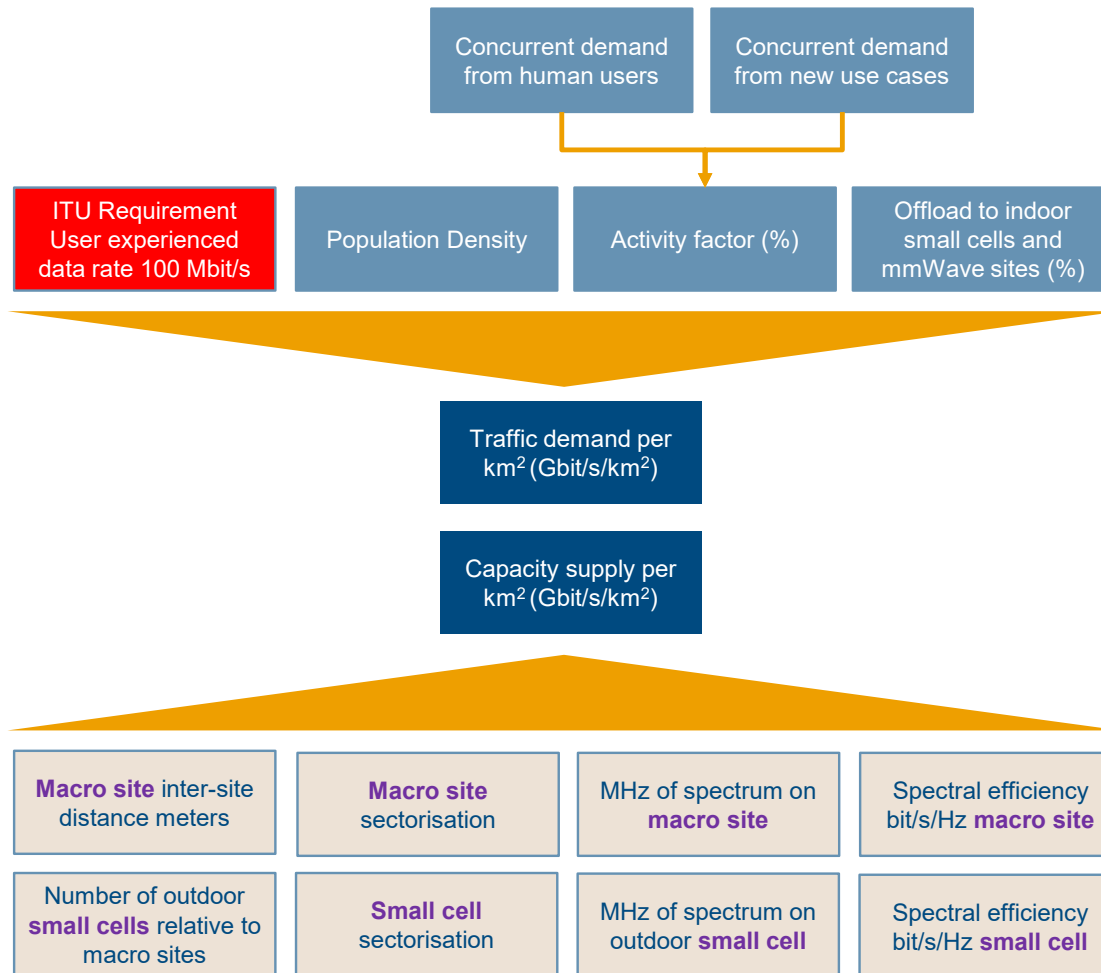 Concurrent demand
from human users
Concurrent demand
from new use cases
ITU Requirement
User experienced
data rate 100 Mbit/s
Population Density
Activity factor (%)
Offload to indoor
small cells and
mmWave sites (%)
Traffic demand per
km² (Gbit/s/km²)
Capacity supply per
km² (Gbit/s/km²)
Macro site inter-site
distance meters
Macro site
sectorisation
MHz of spectrum on
macro site
Spectral efficiency
bit/s/Hz macro site
Number of outdoor
small cells relative to
macro sites
Small cell
sectorisation
MHz of spectrum on
outdoor small cell
Spectral efficiency
bit/s/Hz small cell